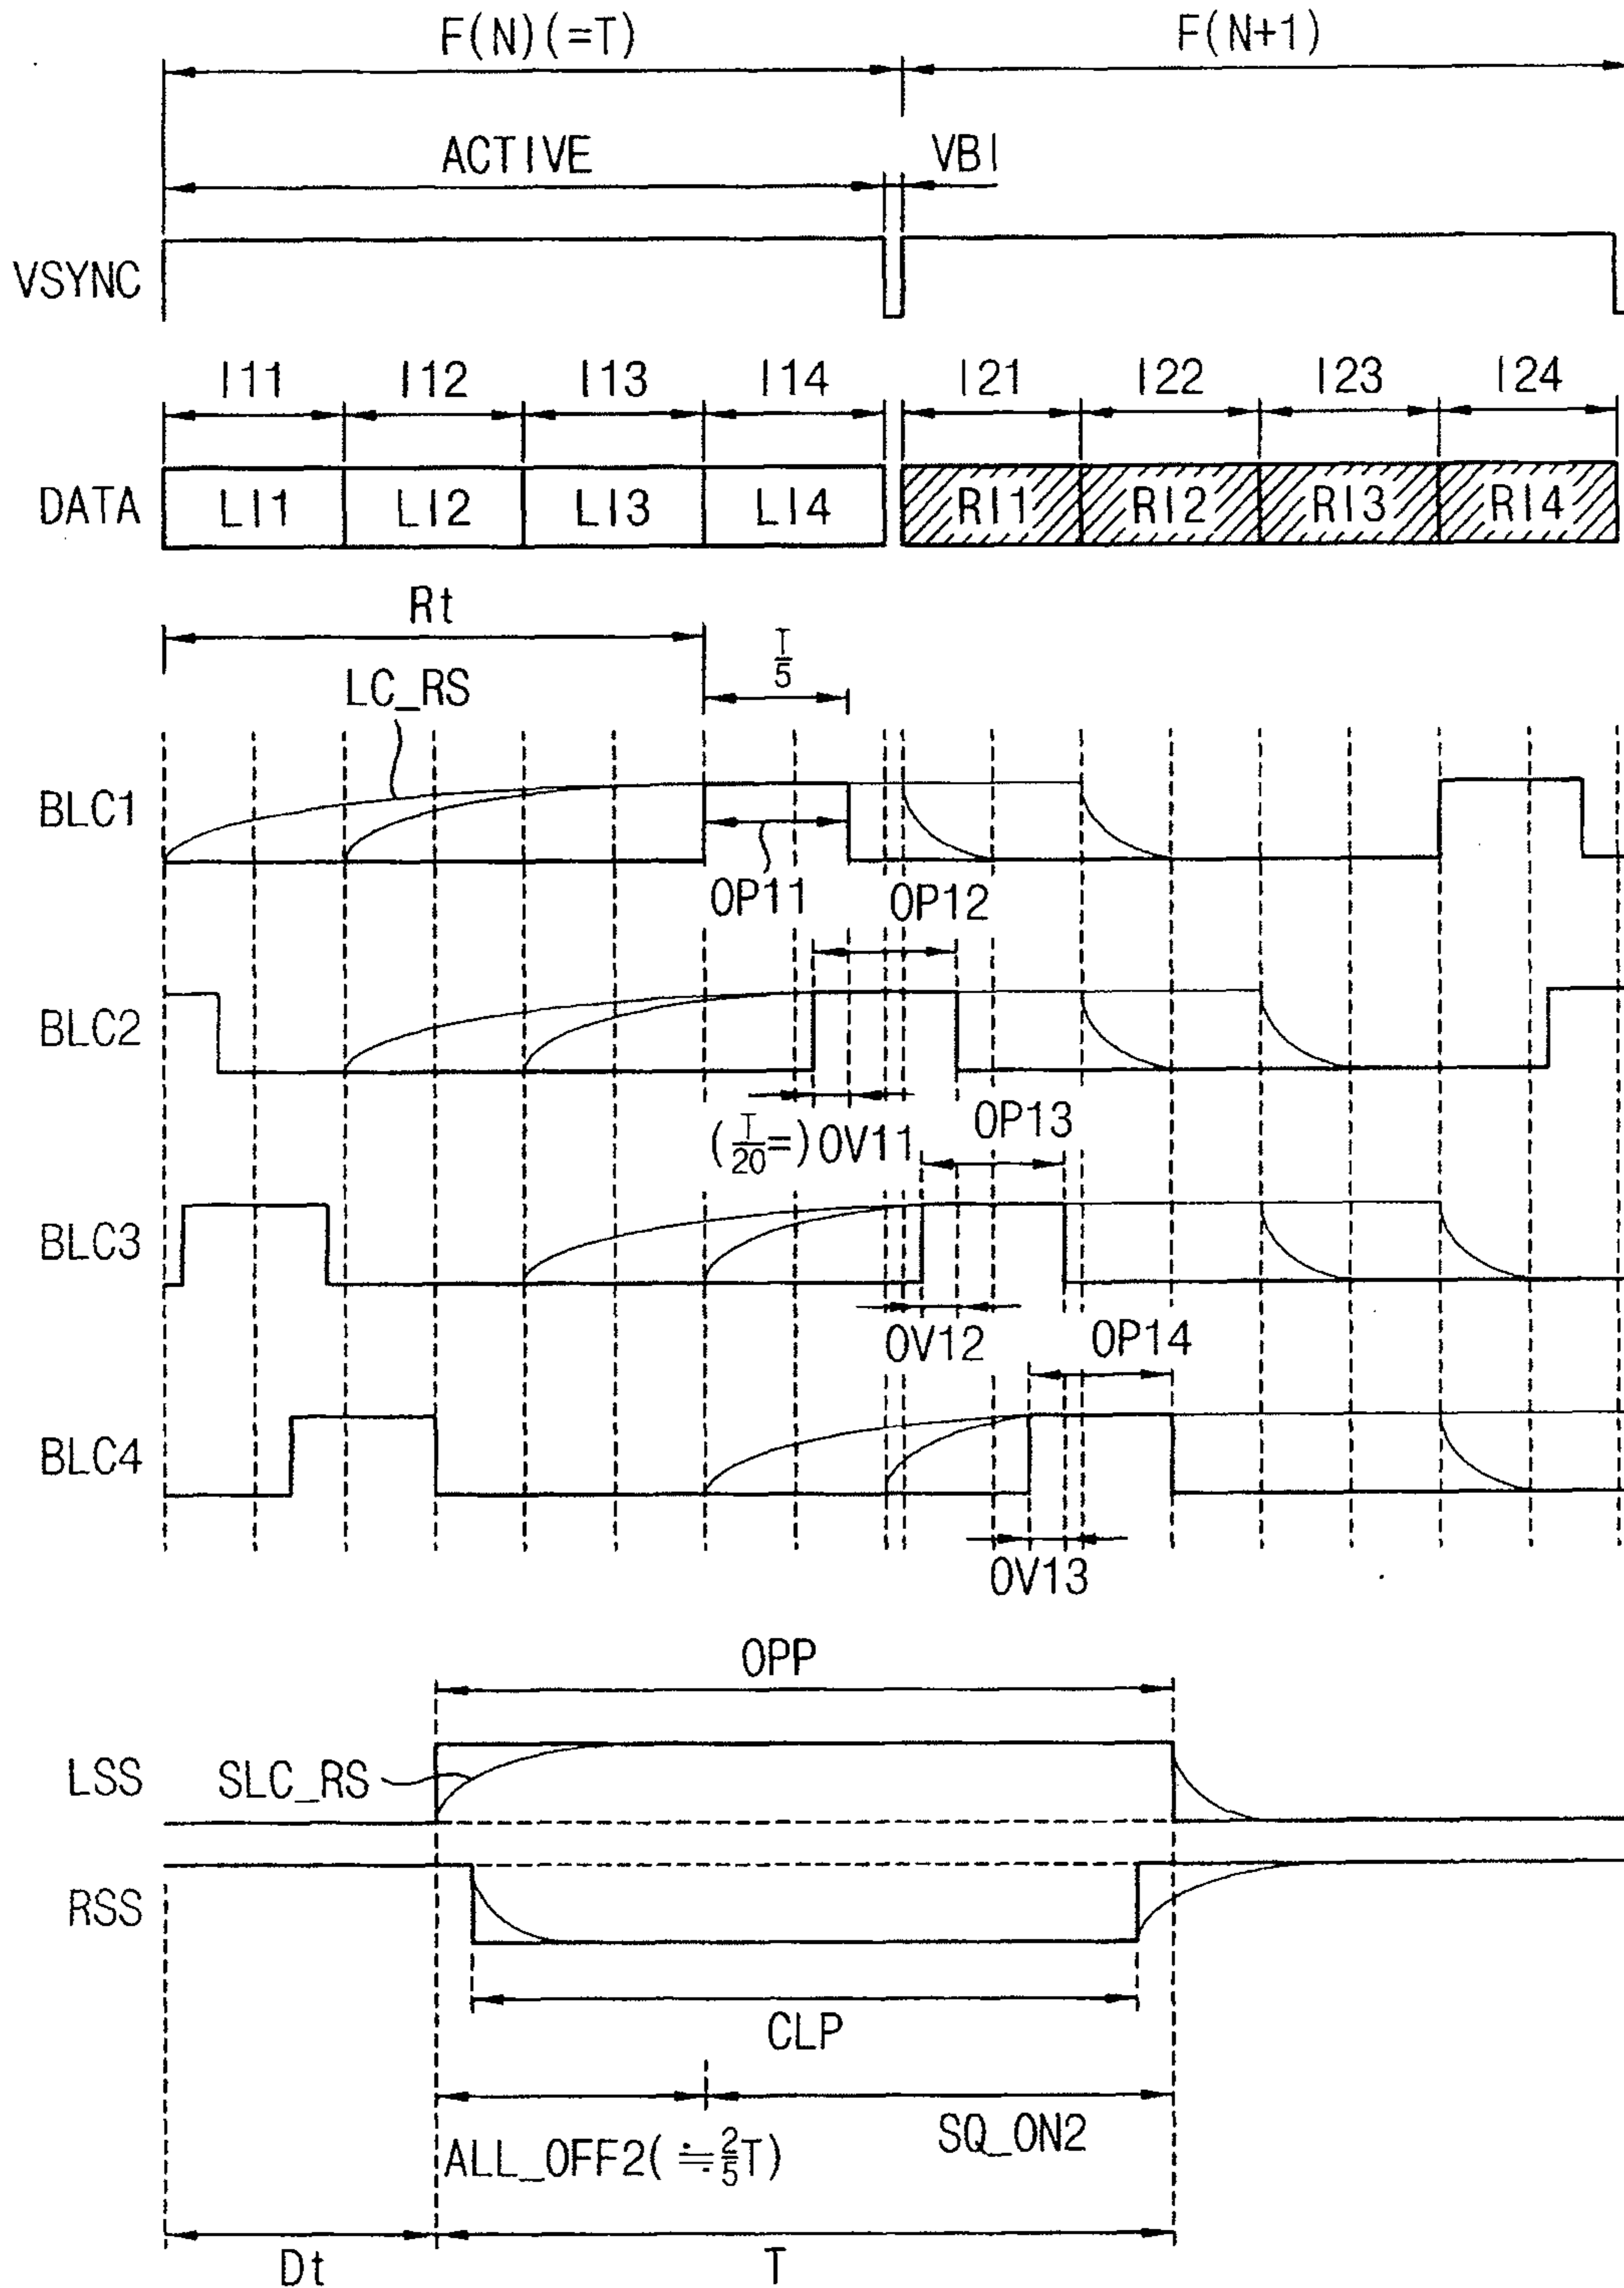 F(N)(=T) F(N+1)
ACTIVE VBI
VSYNC
I11 I12 I13 I14 I21 I22 I23 I24
DATA LI1 LI2 LI3 LI4 RI1 RI2 RI3 RI4
Rt
T/5
LC_RS
BLC1
OP11 OP12
BLC2
(T/20=)OV11 OP13
BLC3
OV12 OP14
BLC4
OV13
OPP
LSS SLC_RS
RSS
CLP
SQ_ON2
ALL_OFF2(≒2/5T)
Dt T